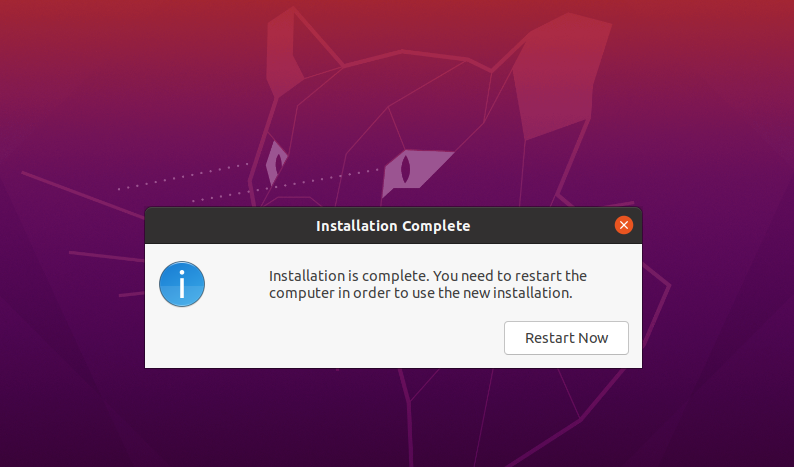 Installation Complete
Installation is complete. You need to restart the
computer in order to use the new installation.
Restart Now